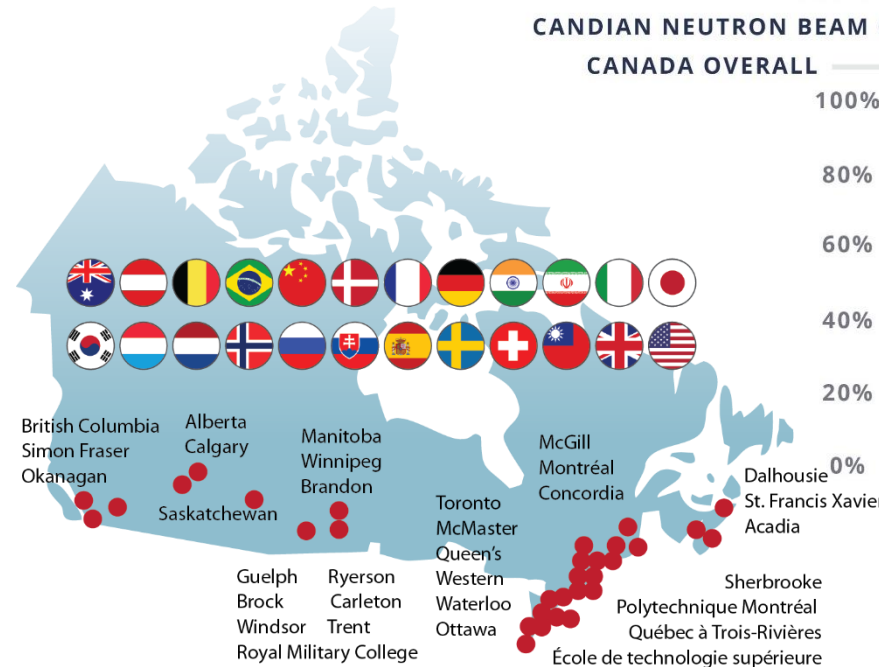 CANDIAN NEUTRON BEAM
CANADA OVERALL
100%
80%
60%
40%
20%
0%
British Columbia
Simon Fraser
Okanagan
Alberta
Calgary
Saskatchewan
Manitoba
Winnipeg
Brandon
Guelph
Brock
Windsor
Royal Military College
Ryerson
Carleton
Trent
Toronto
McMaster
Queen's
Western
Waterloo
Ottawa
McGill
Montréal
Concordia
Dalhousie
St. Francis Xavier
Acadia
Sherbrooke
Polytechnique Montréal
Québec à Trois-Rivières
École de technologie supérieure